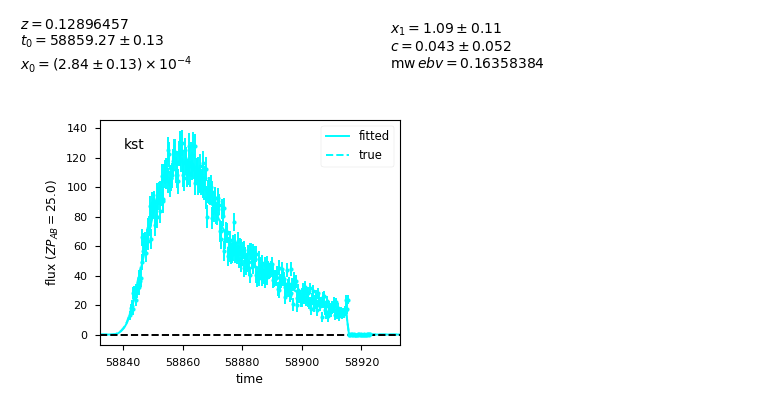 z = 0.12896457
t₀ = 58859.27 ± 0.13
x₀ = (2.84 ± 0.13) × 10⁻⁴
x₁ = 1.09 ± 0.11
c = 0.043 ± 0.052
mw ebv = 0.16358384
kst
fitted
true
flux (ZP_AB = 25.0)
140
120
100
80
60
40
20
0
58840 58860 58880 58900 58920
time